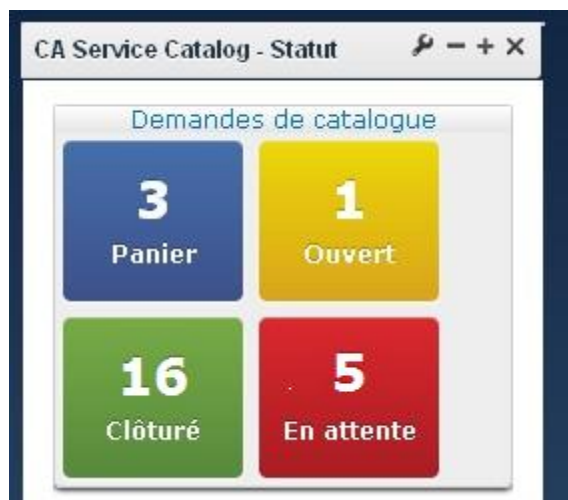 CA Service Catalog - Statut
Demandes de catalogue
3
Panier
1
Ouvert
16
Clôturé
5
En attente